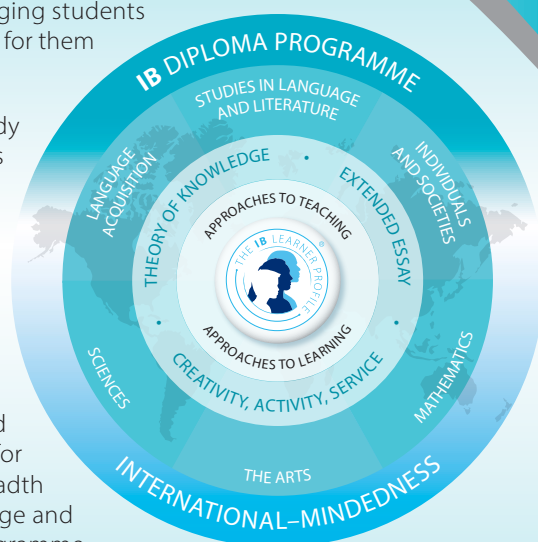 ging students
for them
dy
s
d
for
adth
ge and
gramme
IB DIPLOMA PROGRAMME
STUDIES IN LANGUAGE
AND LITERATURE
INDIVIDUALS
AND SOCIETIES
MATHEMATICS
THE ARTS
SCIENCES
LANGUAGE
ACQUISITION
THEORY OF KNOWLEDGE • EXTENDED ESSAY •
CREATIVITY, ACTIVITY, SERVICE •
APPROACHES TO TEACHING
APPROACHES TO LEARNING
THE IB LEARNER PROFILE ®
INTERNATIONAL–MINDEDNESS